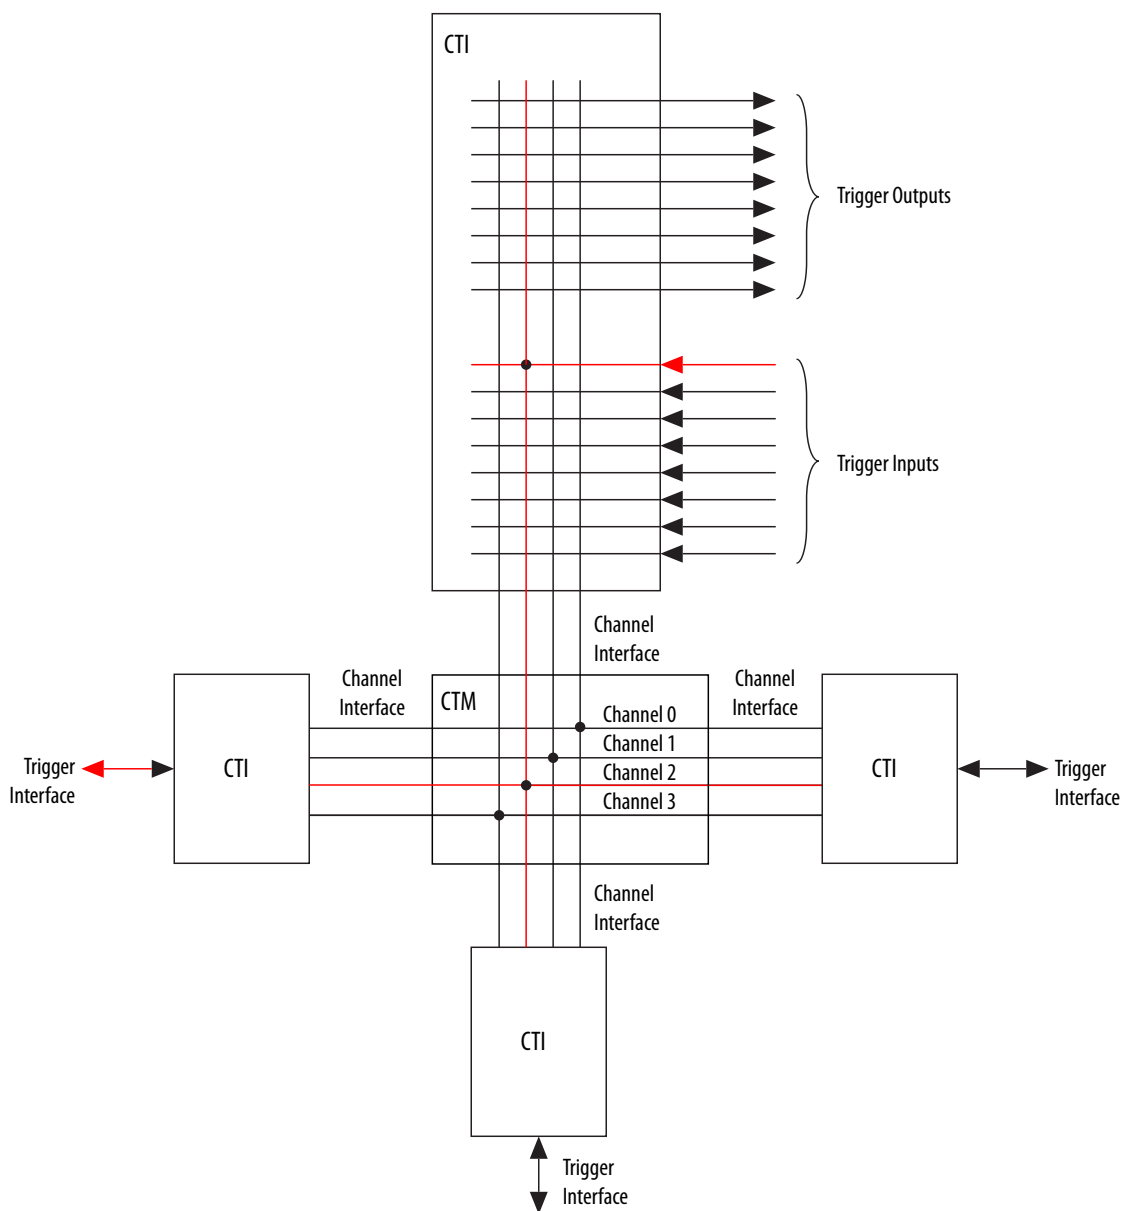 CTI
Trigger Outputs
Trigger Inputs
Channel
Interface
Channel
Interface
CTM
Channel 0
Channel 1
Channel 2
Channel 3
Channel
Interface
Trigger
Interface
CTI
CTI
Trigger
Interface
Channel
Interface
CTI
Trigger
Interface